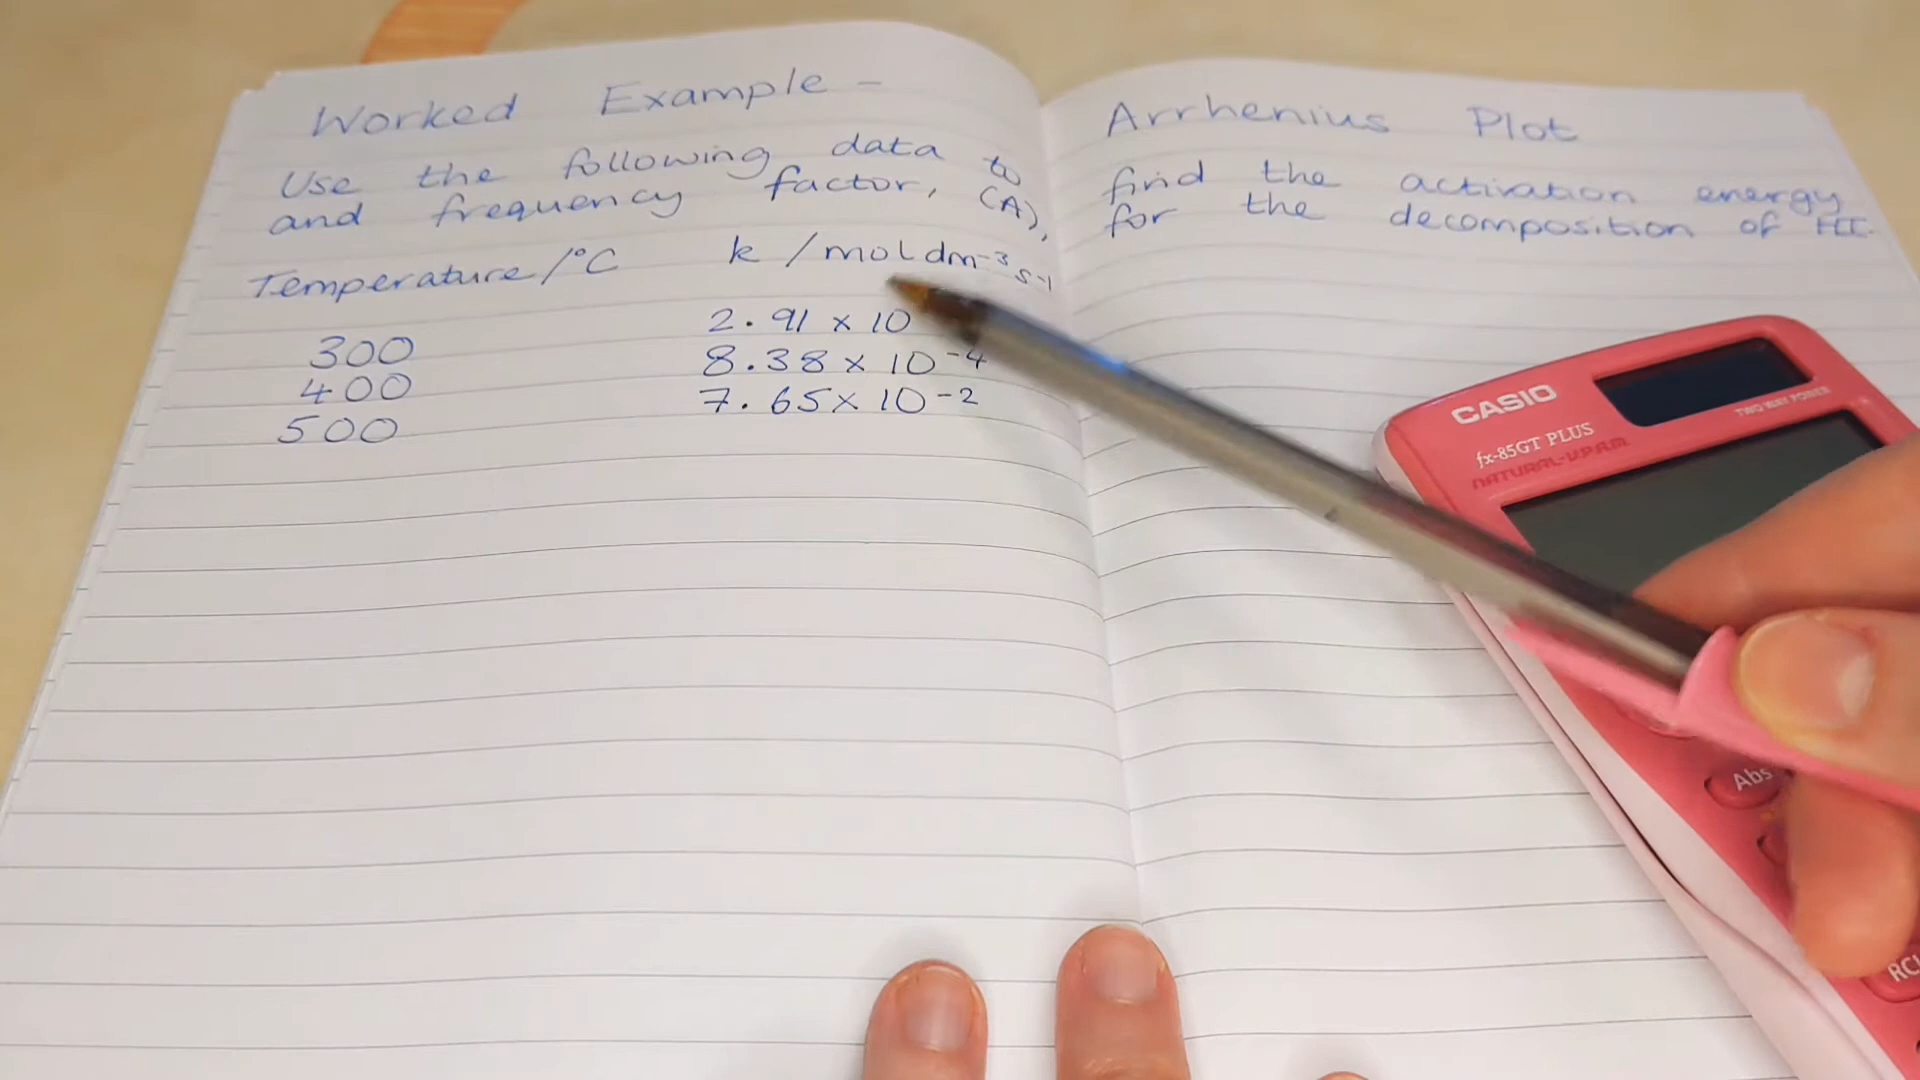 Worked Example - Arrhenius Plot
Use the following data to find the activation energy
and frequency factor, (A), for the decomposition of HI.
Temperature /°C k /mol dm⁻³ s⁻¹
300 2.91 x 10
400 8.38 x 10⁻⁴
500 7.65 x 10⁻²
CASIO
fx-85GT PLUS
NATURAL-V.P.A.M.
TWO WAY POWER
Abs
RCL